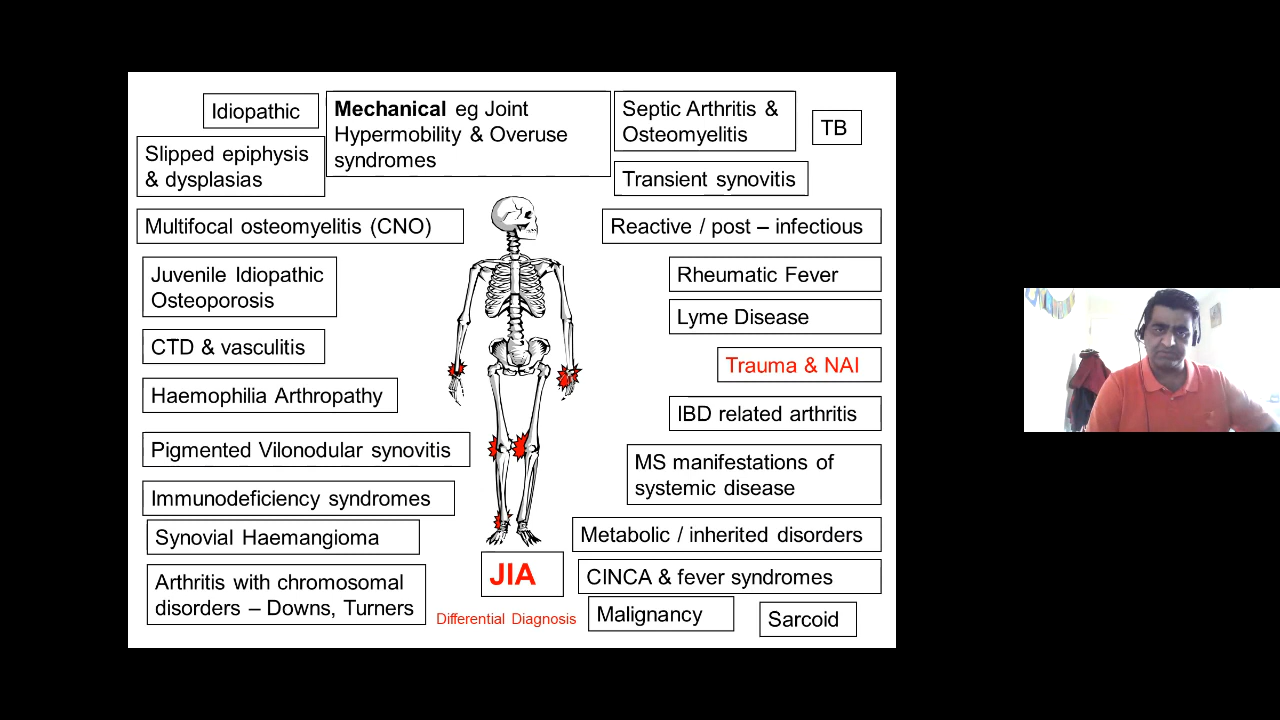 Idiopathic
Mechanical eg Joint
Hypermobility & Overuse
syndromes
Septic Arthritis &
Osteomyelitis
TB
Slipped epiphysis
& dysplasias
Transient synovitis
Multifocal osteomyelitis (CNO)
Reactive / post – infectious
Juvenile Idiopathic
Osteoporosis
Rheumatic Fever
Lyme Disease
CTD & vasculitis
Trauma & NAI
Haemophilia Arthropathy
IBD related arthritis
Pigmented Vilonodular synovitis
MS manifestations of
systemic disease
Immunodeficiency syndromes
Synovial Haemangioma
Metabolic / inherited disorders
Arthritis with chromosomal
disorders – Downs, Turners
JIA
CINCA & fever syndromes
Differential Diagnosis
Malignancy
Sarcoid